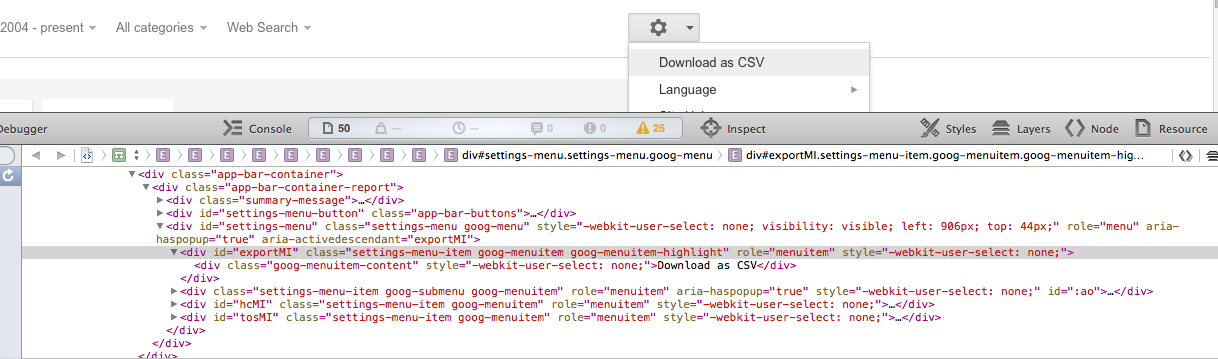 2004 - present All categories Web Search
Download as CSV
Language
Debugger Console 50 — — 0 0 25 Inspect Styles Layers Node Resource
E E E E E E E E E div#settings-menu.settings-menu.goog-menu E div#exportMI.settings-menu-item.goog-menuitem.goog-menuitem-hig...
<div class="app-bar-container">
<div class="app-bar-container-report">
<div class="summary-message">…</div>
<div id="settings-menu-button" class="app-bar-buttons">…</div>
<div id="settings-menu" class="settings-menu goog-menu" style="-webkit-user-select: none; visibility: visible; left: 906px; top: 44px;" role="menu" aria-
haspopup="true" aria-activedescendant="exportMI">
<div id="exportMI" class="settings-menu-item goog-menuitem goog-menuitem-highlight" role="menuitem" style="-webkit-user-select: none;">
<div class="goog-menuitem-content" style="-webkit-user-select: none;">Download as CSV</div>
</div>
<div class="settings-menu-item goog-submenu goog-menuitem" role="menuitem" aria-haspopup="true" style="-webkit-user-select: none;" id=":ao">…</div>
<div id="hcMI" class="settings-menu-item goog-menuitem" role="menuitem" style="-webkit-user-select: none;">…</div>
<div id="tosMI" class="settings-menu-item goog-menuitem" role="menuitem" style="-webkit-user-select: none;">…</div>
</div>
</div>
</div>